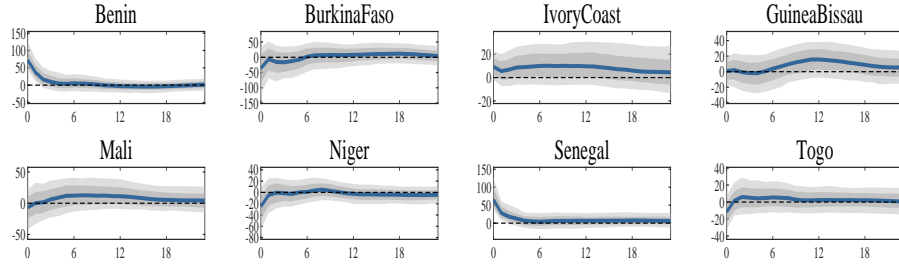 Benin BurkinaFaso IvoryCoast GuineaBissau
150 100 50 0 50
0 6 12 18
50 0 -50 -100 -150
0 6 12 18
20 0 -20
0 6 12 18
40 20 0 -20 -40
0 6 12 18
Mali Niger Senegal Togo
50 0 -50
0 6 12 18
40 20 0 -20 -40 -60 -80
0 6 12 18
150 100 50 0
0 6 12 18
40 20 0 -20 -40
0 6 12 18